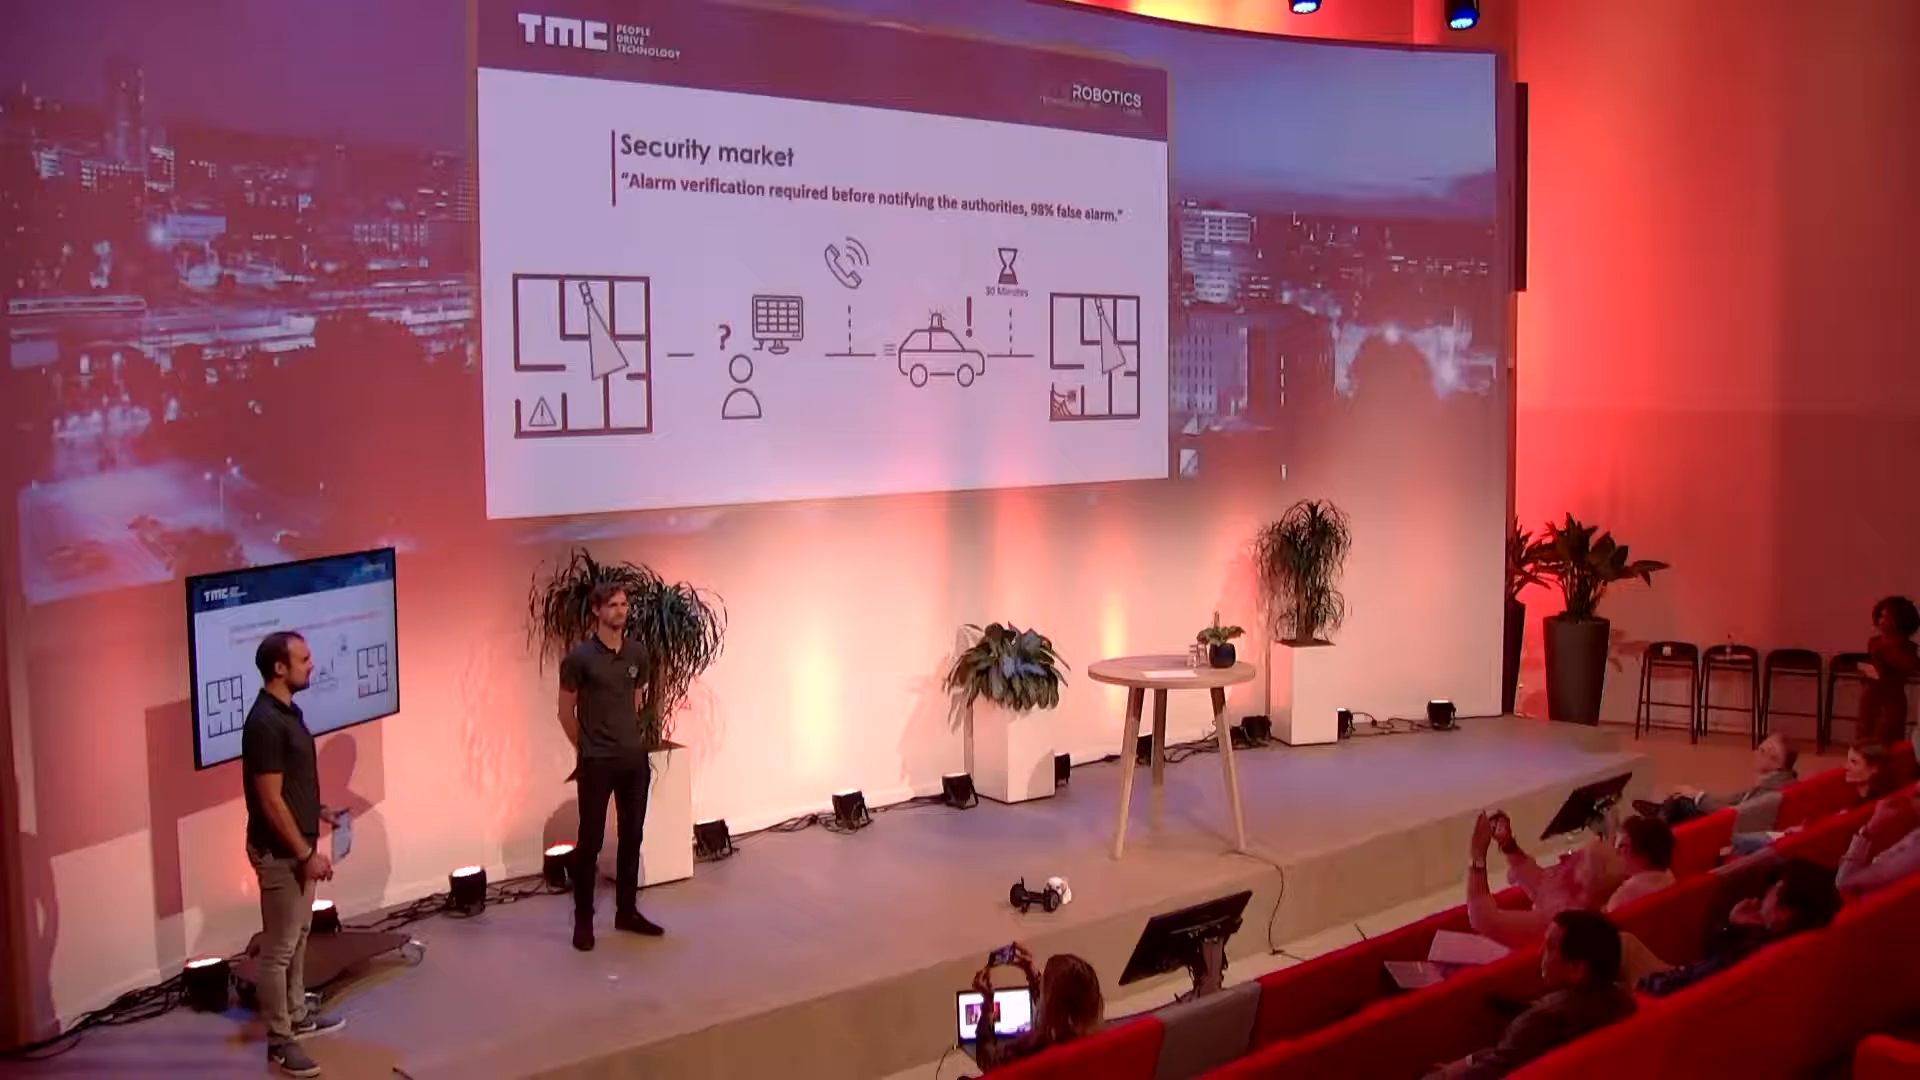 TMC
PEOPLE
DRIVE
TECHNOLOGY
ROBOTICS
Security market
“Alarm verification required before notifying the authorities, 98% false alarm.”
?
!
30 Minutes
TMC